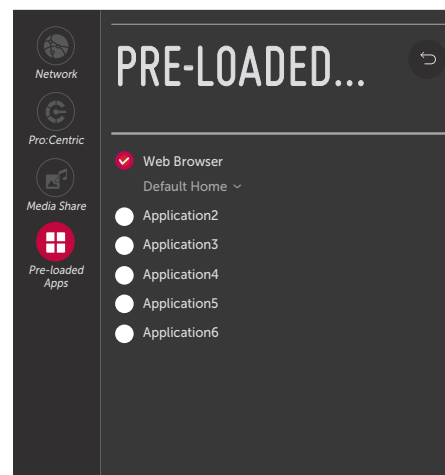 Network
Pro:Centric
Media Share
Pre-loaded
Apps
PRE-LOADED...
Web Browser
Default Home
Application2
Application3
Application4
Application5
Application6